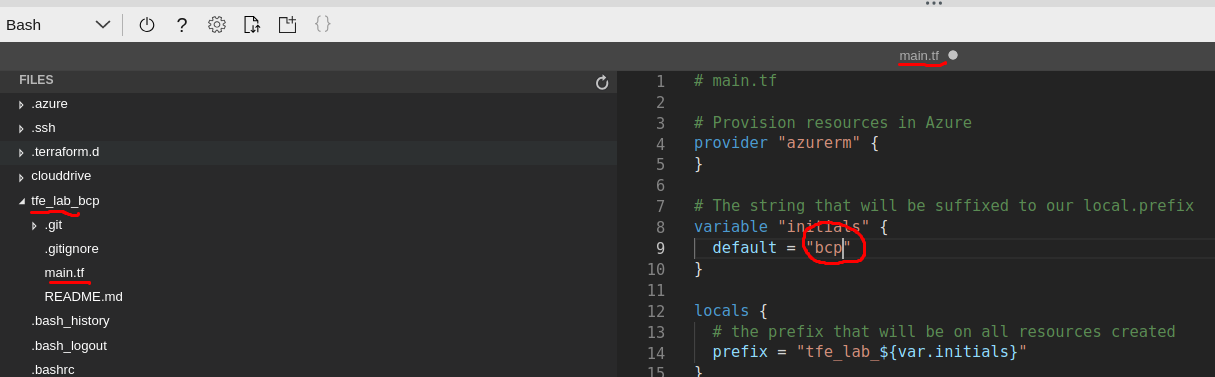 Bash
?
{}
main.tf
FILES
.azure
.ssh
.terraform.d
clouddrive
tfe_lab_bcp
.git
.gitignore
main.tf
README.md
.bash_history
.bash_logout
.bashrc
1 # main.tf
2
3 # Provision resources in Azure
4 provider "azurerm" {
5 }
6
7 # The string that will be suffixed to our local.prefix
8 variable "initials" {
9 default = "bcp"
10 }
11
12 locals {
13 # the prefix that will be on all resources created
14 prefix = "tfe_lab_${var.initials}"
15 }